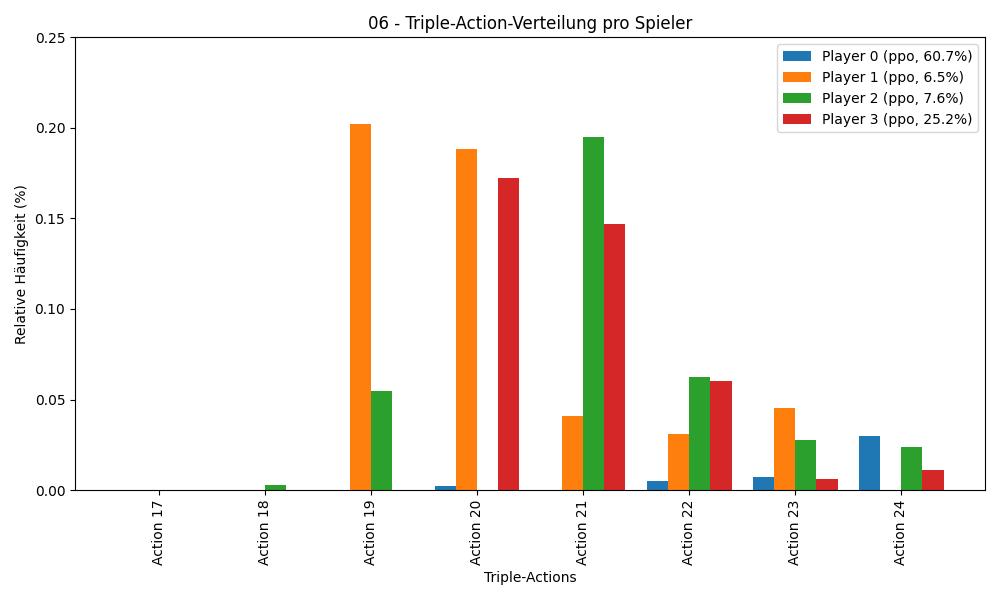 06 - Triple-Action-Verteilung pro Spieler
Player 0 (ppo, 60.7%)
Player 1 (ppo, 6.5%)
Player 2 (ppo, 7.6%)
Player 3 (ppo, 25.2%)
Relative Häufigkeit (%)
0.25
0.20
0.15
0.10
0.05
0.00
Action 17
Action 18
Action 19
Action 20
Action 21
Action 22
Action 23
Action 24
Triple-Actions